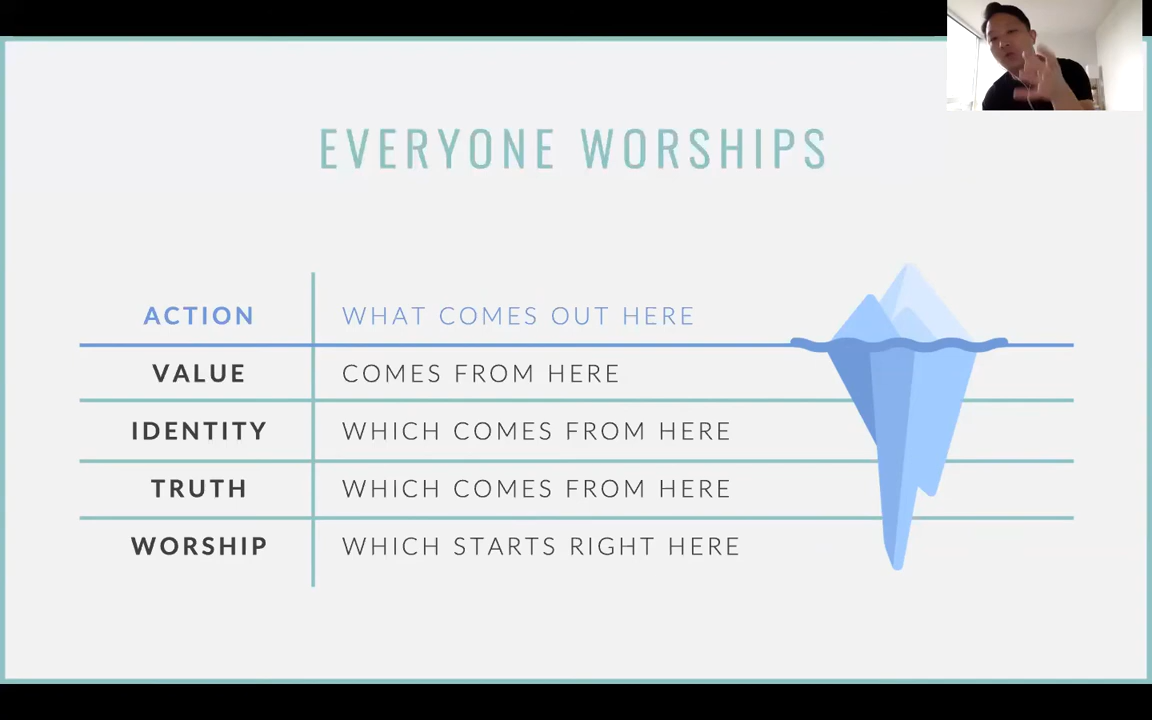 EVERYONE WORSHIPS
ACTION WHAT COMES OUT HERE
VALUE COMES FROM HERE
IDENTITY WHICH COMES FROM HERE
TRUTH WHICH COMES FROM HERE
WORSHIP WHICH STARTS RIGHT HERE